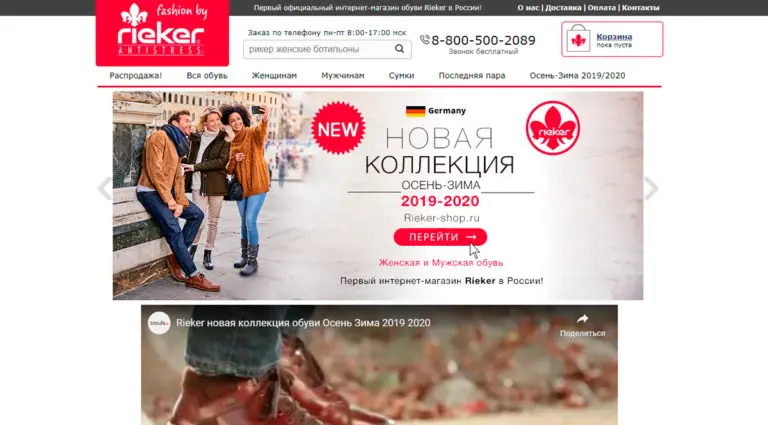 fashion by
rieker
ANTISTRESS
Первый официальный интернет-магазин обуви Rieker в России!
О нас | Доставка | Оплата | Контакты
Заказ по телефону пн-пт 8:00-17:00 мск
рикер женские ботильоны
8-800-500-2089
Звонок бесплатный
Корзина
пока пуста
Распродажа!
Вся обувь
Женщинам
Мужчинам
Сумки
Последняя пара
Осень-Зима 2019/2020
NEW
Germany
rieker
НОВАЯ
КОЛЛЕКЦИЯ
ОСЕНЬ-ЗИМА
2019-2020
Rieker-shop.ru
ПЕРЕЙТИ →
Женская и Мужская обувь
Первый интернет-магазин Rieker в России!
Rieker новая коллекция обуви Осень Зима 2019 2020
Поделиться